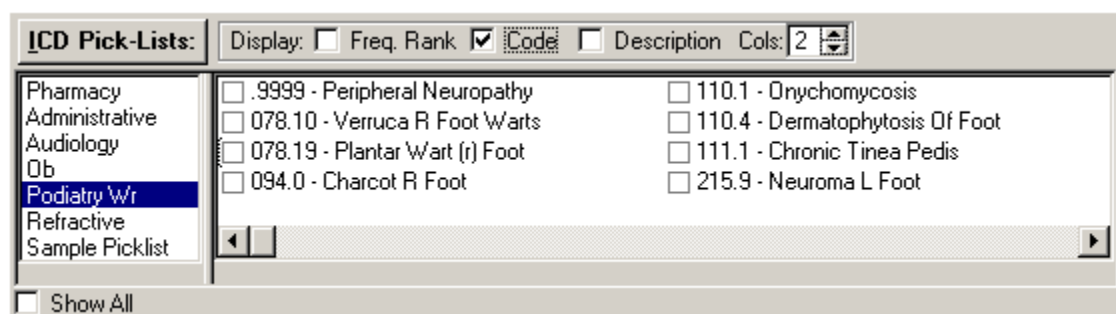 ICD Pick-Lists: Display: Freq. Rank Code Description Cols: 2
Pharmacy
Administrative
Audiology
Ob
Podiatry Wr
Refractive
Sample Picklist
.9999 - Peripheral Neuropathy
078.10 - Verruca R Foot Warts
078.19 - Plantar Wart (r) Foot
094.0 - Charcot R Foot
110.1 - Onychomycosis
110.4 - Dermatophytosis Of Foot
111.1 - Chronic Tinea Pedis
215.9 - Neuroma L Foot
Show All